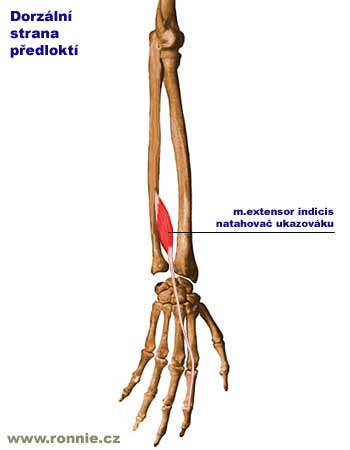 Dorzální
strana
předloktí
m.extensor indicis
natahovač ukazováku
www.ronnie.cz